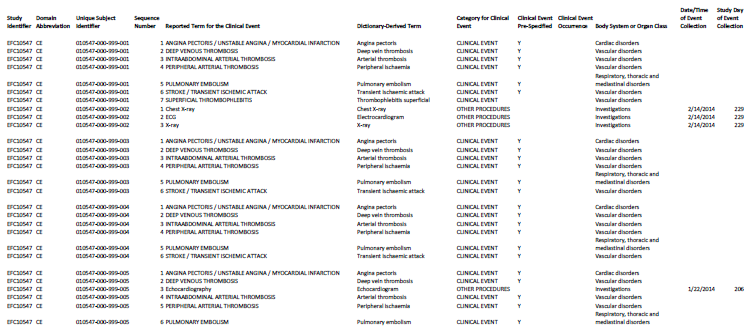 Date/Time Study Day
Study Domain Unique Subject Sequence Category for Clinical Clinical Event Clinical Event of Event of Event
Identifier Abbreviation Identifier Number Reported Term for the Clinical Event Dictionary-Derived Term Event Pre-Specified Occurrence Body System or Organ Class Collection Collection
EFC10547 CE 010547-000-999-001 1 ANGINA PECTORIS / UNSTABLE ANGINA / MYOCARDIAL INFARCTION Angina pectoris CLINICAL EVENT Y Cardiac disorders
EFC10547 CE 010547-000-999-001 2 DEEP VENOUS THROMBOSIS Deep vein thrombosis CLINICAL EVENT Y Vascular disorders
EFC10547 CE 010547-000-999-001 3 INTRAABDOMINAL ARTERIAL THROMBOSIS Arterial thrombosis CLINICAL EVENT Y Vascular disorders
EFC10547 CE 010547-000-999-001 4 PERIPHERAL ARTERIAL THROMBOSIS Peripheral ischaemia CLINICAL EVENT Y Vascular disorders
Respiratory, thoracic and
EFC10547 CE 010547-000-999-001 5 PULMONARY EMBOLISM Pulmonary embolism CLINICAL EVENT Y mediastinal disorders
EFC10547 CE 010547-000-999-001 6 STROKE / TRANSIENT ISCHEMIC ATTACK Transient ischaemic attack CLINICAL EVENT Y Vascular disorders
EFC10547 CE 010547-000-999-001 7 SUPERFICIAL THROMBOPHLEBITIS Thrombophlebitis superficial CLINICAL EVENT Vascular disorders
EFC10547 CE 010547-000-999-002 1 Chest X-ray Chest X-ray OTHER PROCEDURES Investigations 2/14/2014 229
EFC10547 CE 010547-000-999-002 2 ECG Electrocardiogram OTHER PROCEDURES Investigations 2/14/2014 229
EFC10547 CE 010547-000-999-002 3 X-ray X-ray OTHER PROCEDURES Investigations 2/14/2014 229
EFC10547 CE 010547-000-999-003 1 ANGINA PECTORIS / UNSTABLE ANGINA / MYOCARDIAL INFARCTION Angina pectoris CLINICAL EVENT Y Cardiac disorders
EFC10547 CE 010547-000-999-003 2 DEEP VENOUS THROMBOSIS Deep vein thrombosis CLINICAL EVENT Y Vascular disorders
EFC10547 CE 010547-000-999-003 3 INTRAABDOMINAL ARTERIAL THROMBOSIS Arterial thrombosis CLINICAL EVENT Y Vascular disorders
EFC10547 CE 010547-000-999-003 4 PERIPHERAL ARTERIAL THROMBOSIS Peripheral ischaemia CLINICAL EVENT Y Vascular disorders
Respiratory, thoracic and
EFC10547 CE 010547-000-999-003 5 PULMONARY EMBOLISM Pulmonary embolism CLINICAL EVENT Y mediastinal disorders
EFC10547 CE 010547-000-999-003 6 STROKE / TRANSIENT ISCHEMIC ATTACK Transient ischaemic attack CLINICAL EVENT Y Vascular disorders
EFC10547 CE 010547-000-999-004 1 ANGINA PECTORIS / UNSTABLE ANGINA / MYOCARDIAL INFARCTION Angina pectoris CLINICAL EVENT Y Cardiac disorders
EFC10547 CE 010547-000-999-004 2 DEEP VENOUS THROMBOSIS Deep vein thrombosis CLINICAL EVENT Y Vascular disorders
EFC10547 CE 010547-000-999-004 3 INTRAABDOMINAL ARTERIAL THROMBOSIS Arterial thrombosis CLINICAL EVENT Y Vascular disorders
EFC10547 CE 010547-000-999-004 4 PERIPHERAL ARTERIAL THROMBOSIS Peripheral ischaemia CLINICAL EVENT Y Vascular disorders
Respiratory, thoracic and
EFC10547 CE 010547-000-999-004 5 PULMONARY EMBOLISM Pulmonary embolism CLINICAL EVENT Y mediastinal disorders
EFC10547 CE 010547-000-999-004 6 STROKE / TRANSIENT ISCHEMIC ATTACK Transient ischaemic attack CLINICAL EVENT Y Vascular disorders
EFC10547 CE 010547-000-999-005 1 ANGINA PECTORIS / UNSTABLE ANGINA / MYOCARDIAL INFARCTION Angina pectoris CLINICAL EVENT Y Cardiac disorders
EFC10547 CE 010547-000-999-005 2 DEEP VENOUS THROMBOSIS Deep vein thrombosis CLINICAL EVENT Y Vascular disorders
EFC10547 CE 010547-000-999-005 3 Echocardiography Echocardiogram OTHER PROCEDURES Investigations 1/22/2014 206
EFC10547 CE 010547-000-999-005 4 INTRAABDOMINAL ARTERIAL THROMBOSIS Arterial thrombosis CLINICAL EVENT Y Vascular disorders
EFC10547 CE 010547-000-999-005 5 PERIPHERAL ARTERIAL THROMBOSIS Peripheral ischaemia CLINICAL EVENT Y Vascular disorders
Respiratory, thoracic and
EFC10547 CE 010547-000-999-005 6 PULMONARY EMBOLISM Pulmonary embolism CLINICAL EVENT Y mediastinal disorders